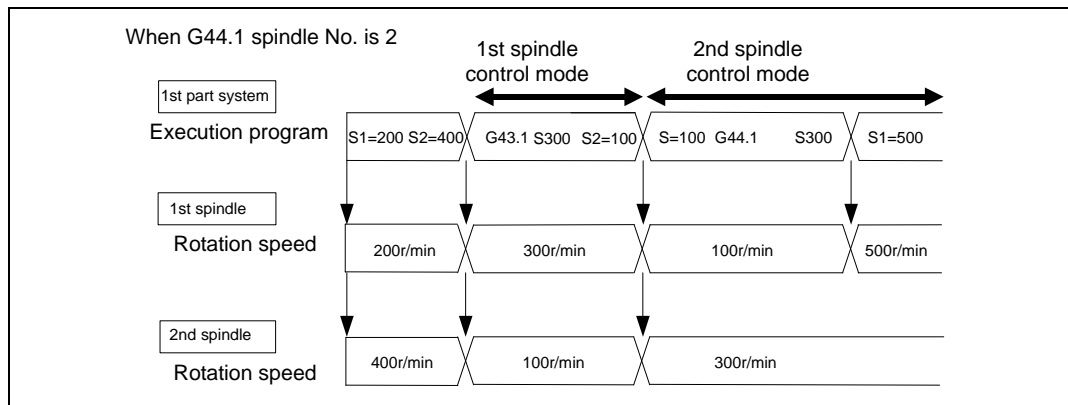 When G44.1 spindle No. is 2
1st spindle
control mode
2nd spindle
control mode
1st part system
Execution program
S1=200 S2=400
G43.1 S300 S2=100
S=100 G44.1 S300
S1=500
1st spindle
Rotation speed
200r/min
300r/min
100r/min
500r/min
2nd spindle
Rotation speed
400r/min
100r/min
300r/min